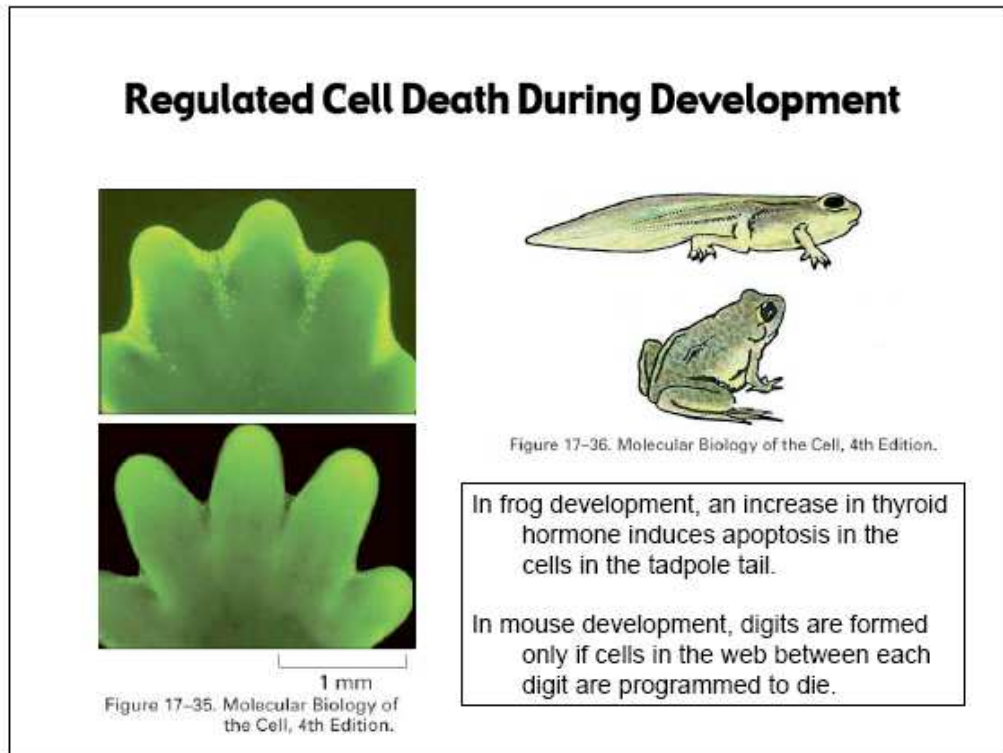 Regulated Cell Death During Development
1 mm
Figure 17–35. Molecular Biology of
the Cell, 4th Edition.
Figure 17–36. Molecular Biology of the Cell, 4th Edition.
In frog development, an increase in thyroid
hormone induces apoptosis in the
cells in the tadpole tail.
In mouse development, digits are formed
only if cells in the web between each
digit are programmed to die.